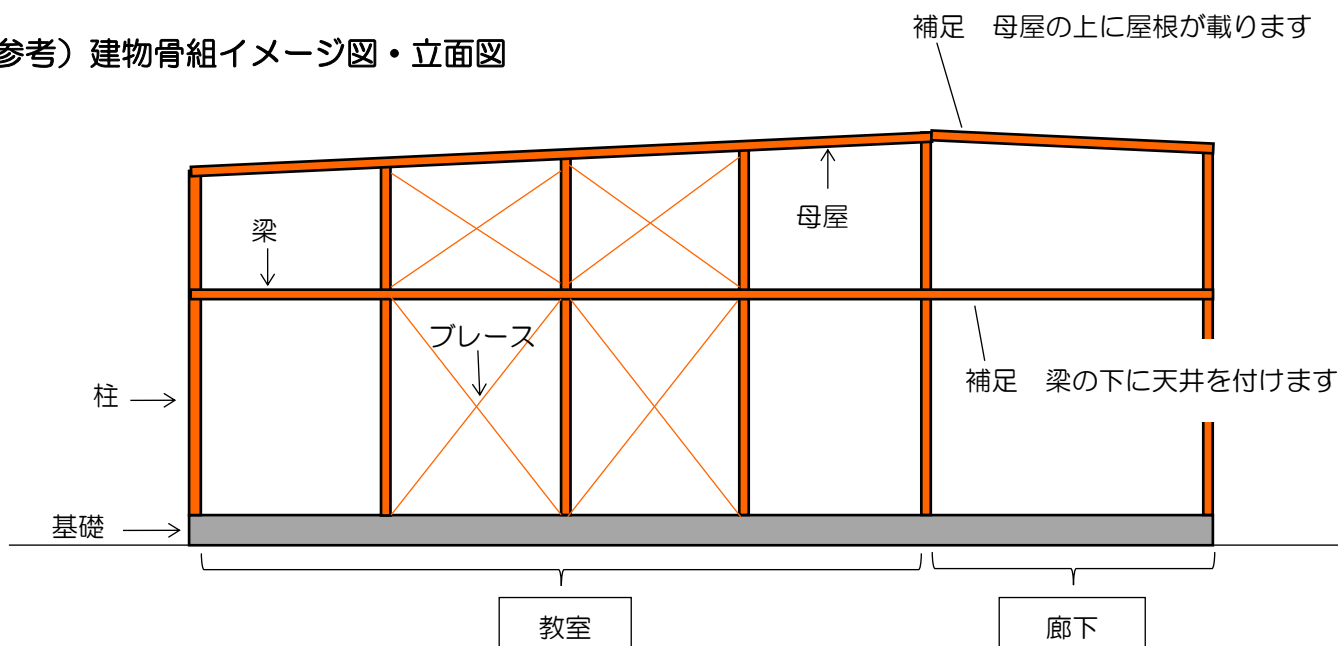 参考）建物骨組イメージ図・立面図
補足　母屋の上に屋根が載ります
梁
母屋
ブレース
補足　梁の下に天井を付けます
柱
基礎
教室
廊下